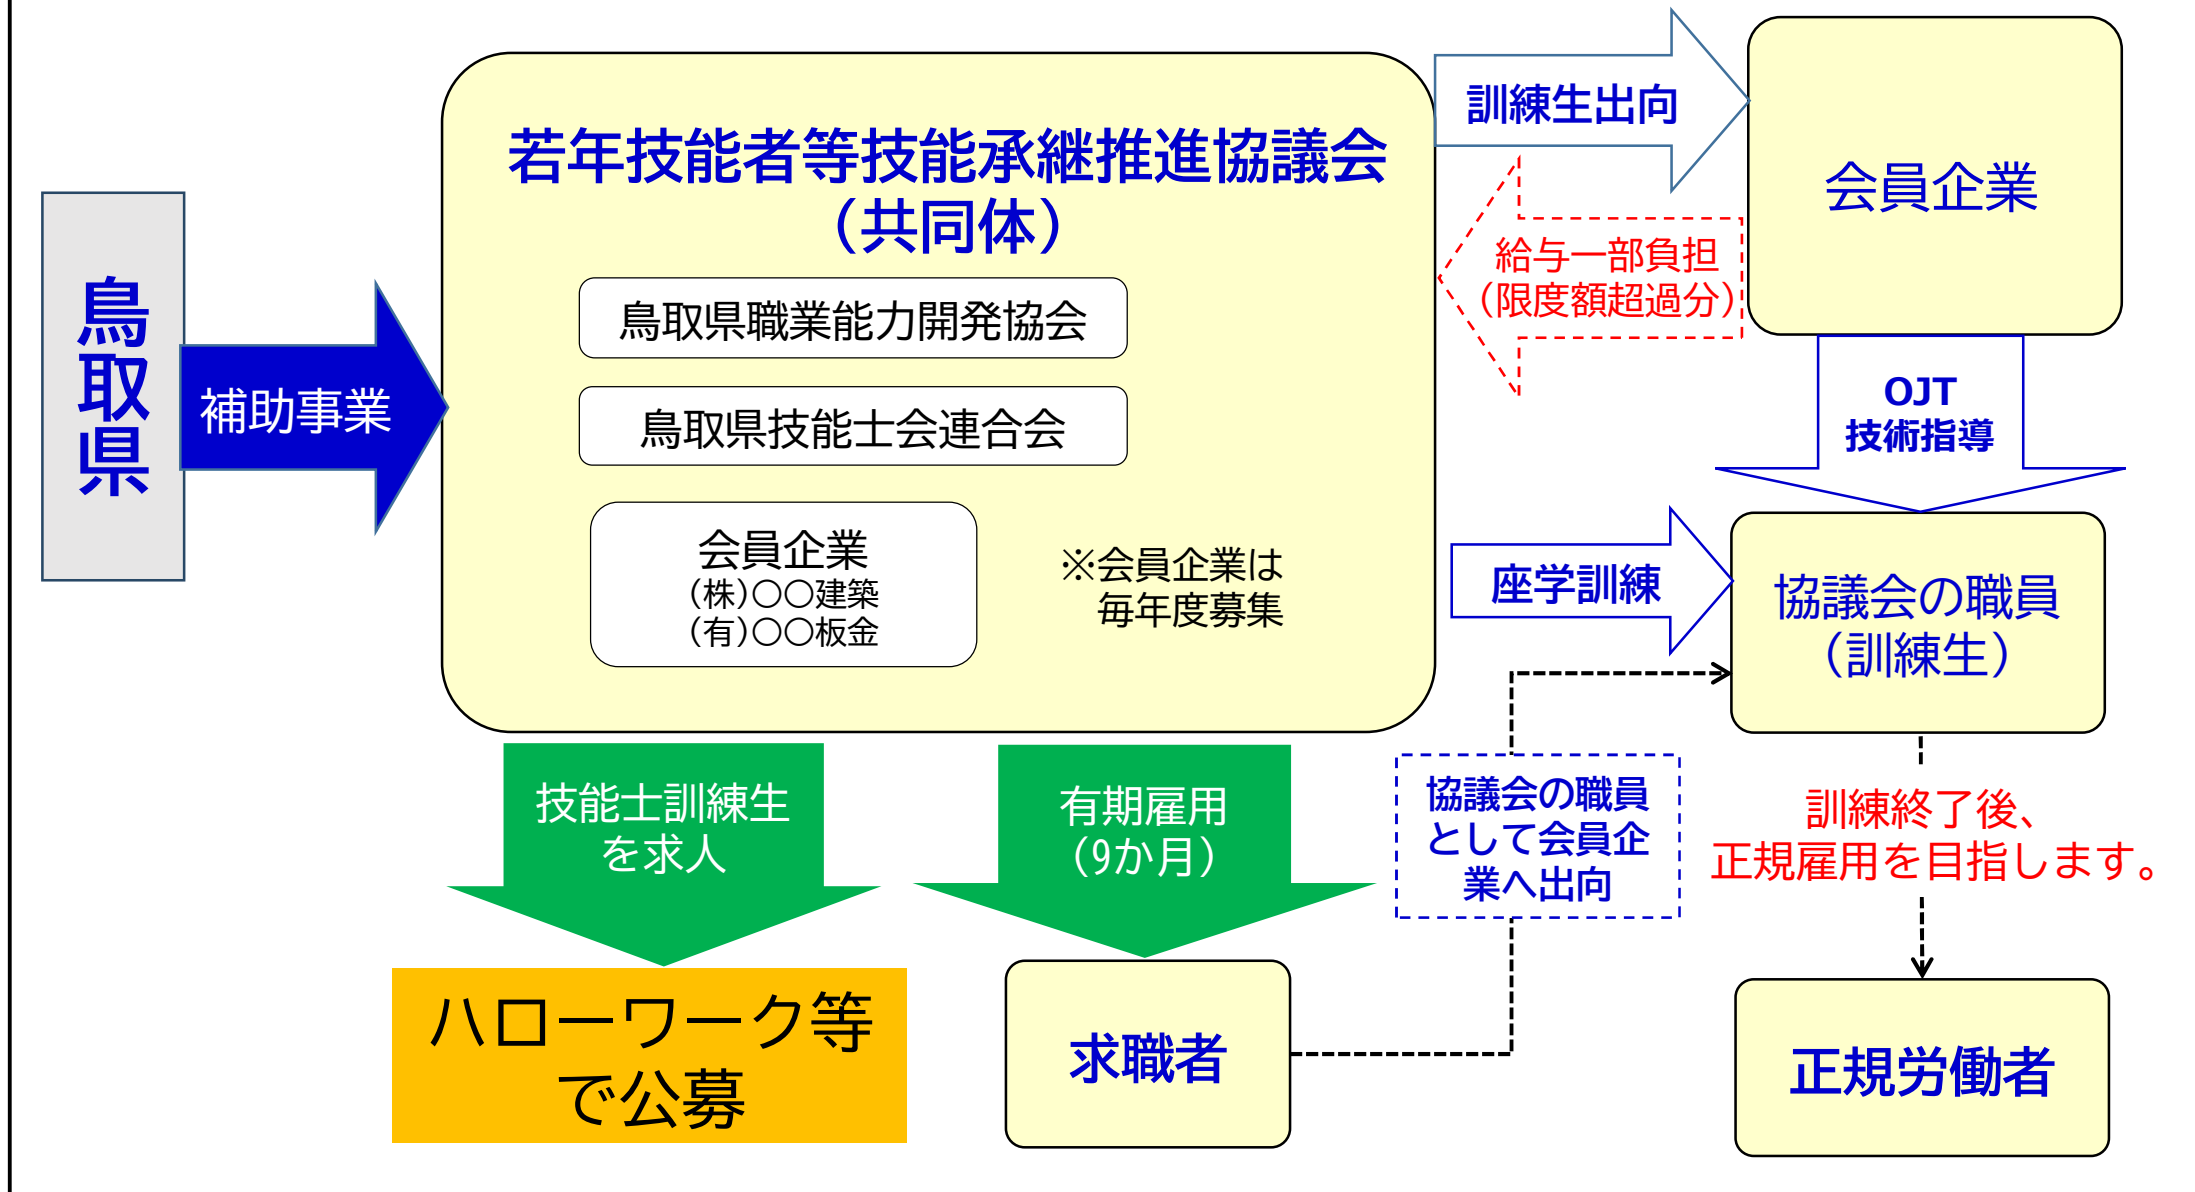 鳥取県
補助事業
若年技能者等技能承継推進協議会
（共同体）
鳥取県職業能力開発協会
鳥取県技能士会連合会
会員企業
（株）〇〇建築
（有）〇〇板金
※会員企業は
毎年度募集
訓練生出向
給与一部負担
（限度額超過分）
会員企業
OJT
技術指導
座学訓練
協議会の職員
（訓練生）
技能士訓練生
を求人
有期雇用
（9か月）
協議会の職員
として会員企
業へ出向
訓練終了後、
正規雇用を目指します。
ハローワーク等
で公募
求職者
正規労働者